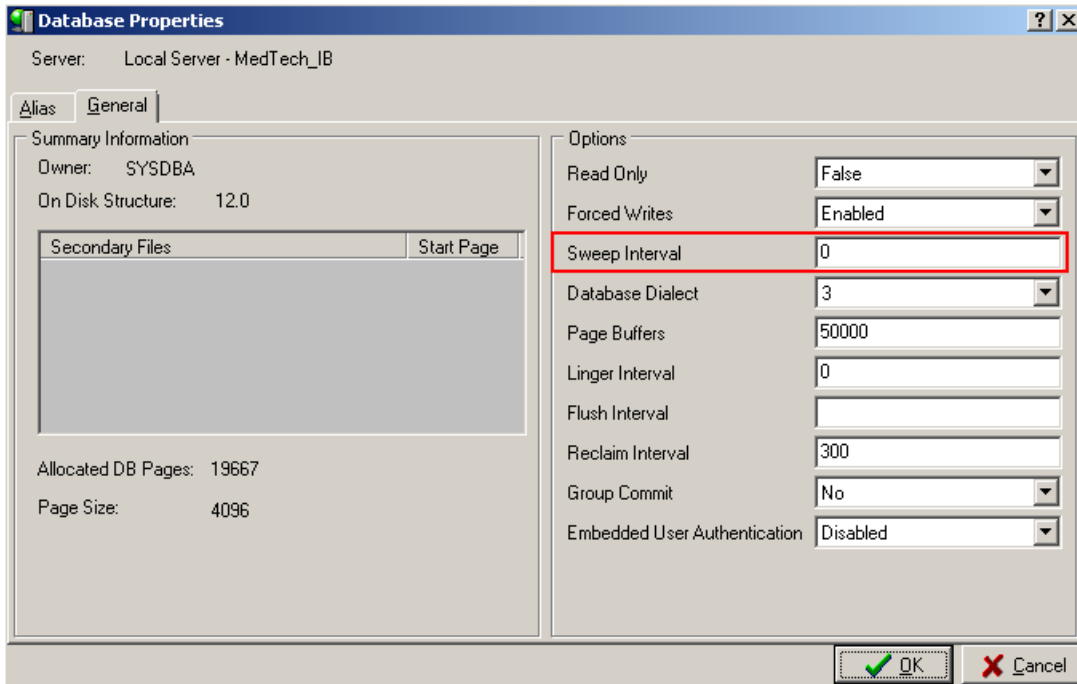 Database Properties
Server: Local Server - MedTech_IB
Alias General
Summary Information
Owner: SYSDBA
On Disk Structure: 12.0
Secondary Files Start Page
Allocated DB Pages: 19667
Page Size: 4096
Options
Read Only False
Forced Writes Enabled
Sweep Interval 0
Database Dialect 3
Page Buffers 50000
Linger Interval 0
Flush Interval
Reclaim Interval 300
Group Commit No
Embedded User Authentication Disabled
OK Cancel